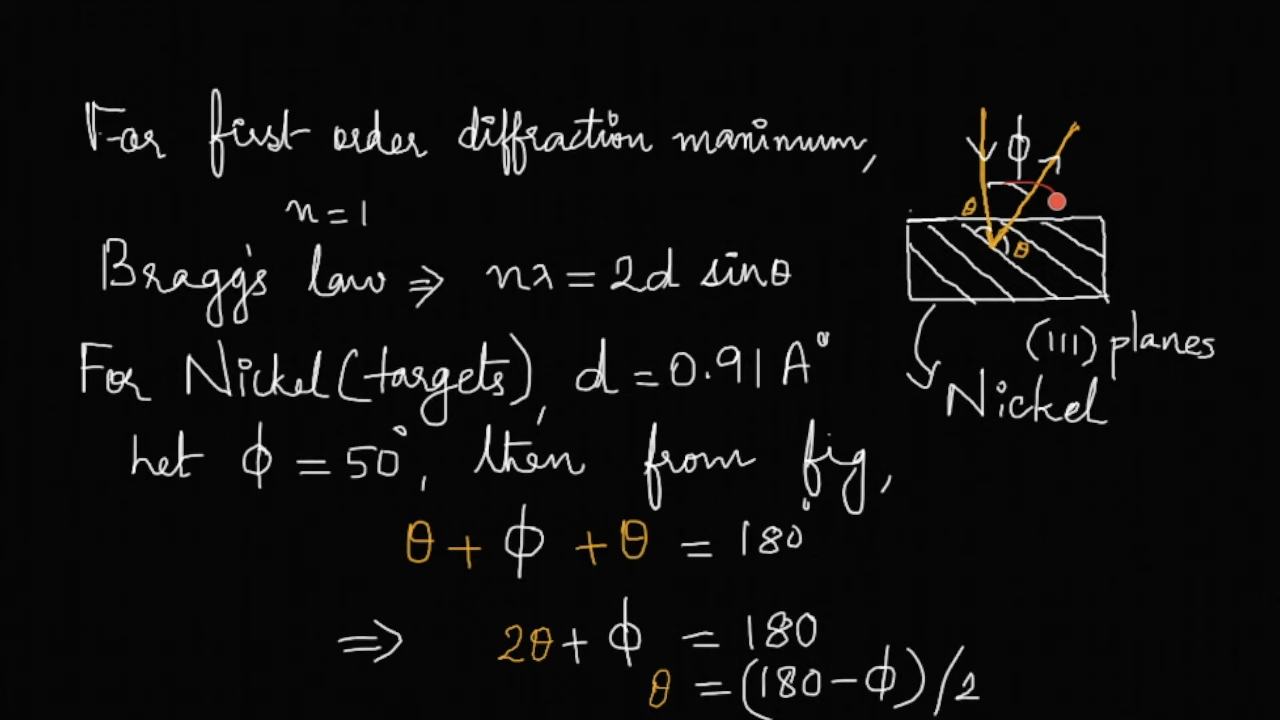 For first order diffraction maximum,
n = 1
Bragg's law ⇒ nλ = 2d sinθ
For Nickel (targets), d = 0.91 A°
Let ϕ = 50°, then from fig,
θ + ϕ + θ = 180°
⇒ 2θ + ϕ = 180
θ = (180 - ϕ)/2
ϕ
θ
θ
(111) planes
Nickel